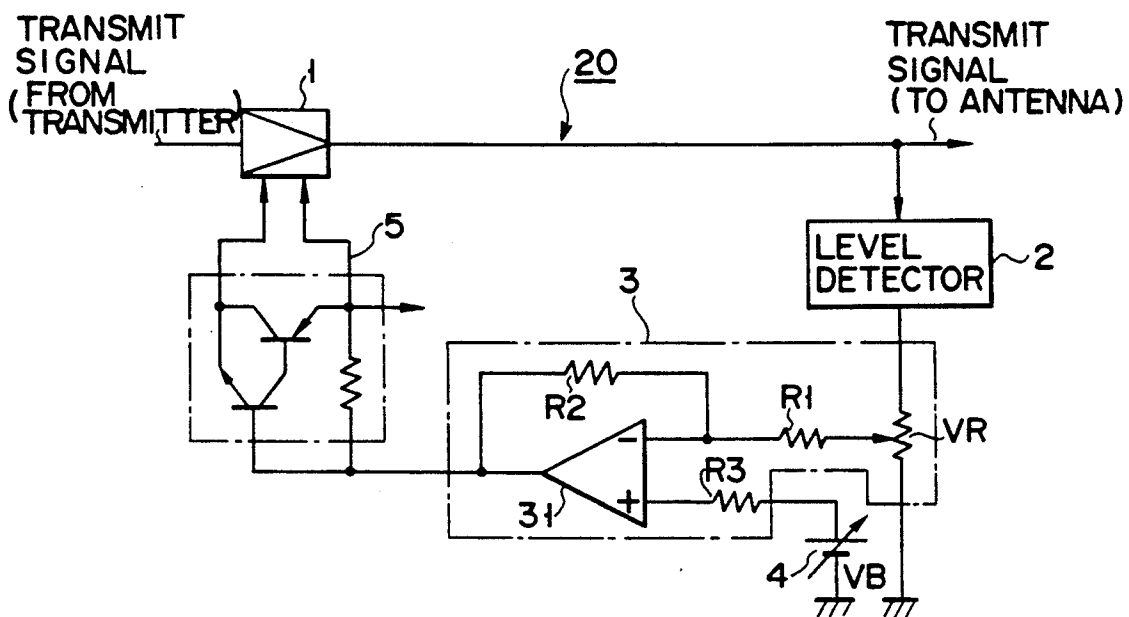 TRANSMIT
SIGNAL
(FROM
TRANSMITTER)
1
20
TRANSMIT
SIGNAL
(TO ANTENNA)
5
LEVEL
DETECTOR
2
3
R2
R1
VR
-
+
31
R3
4
VB